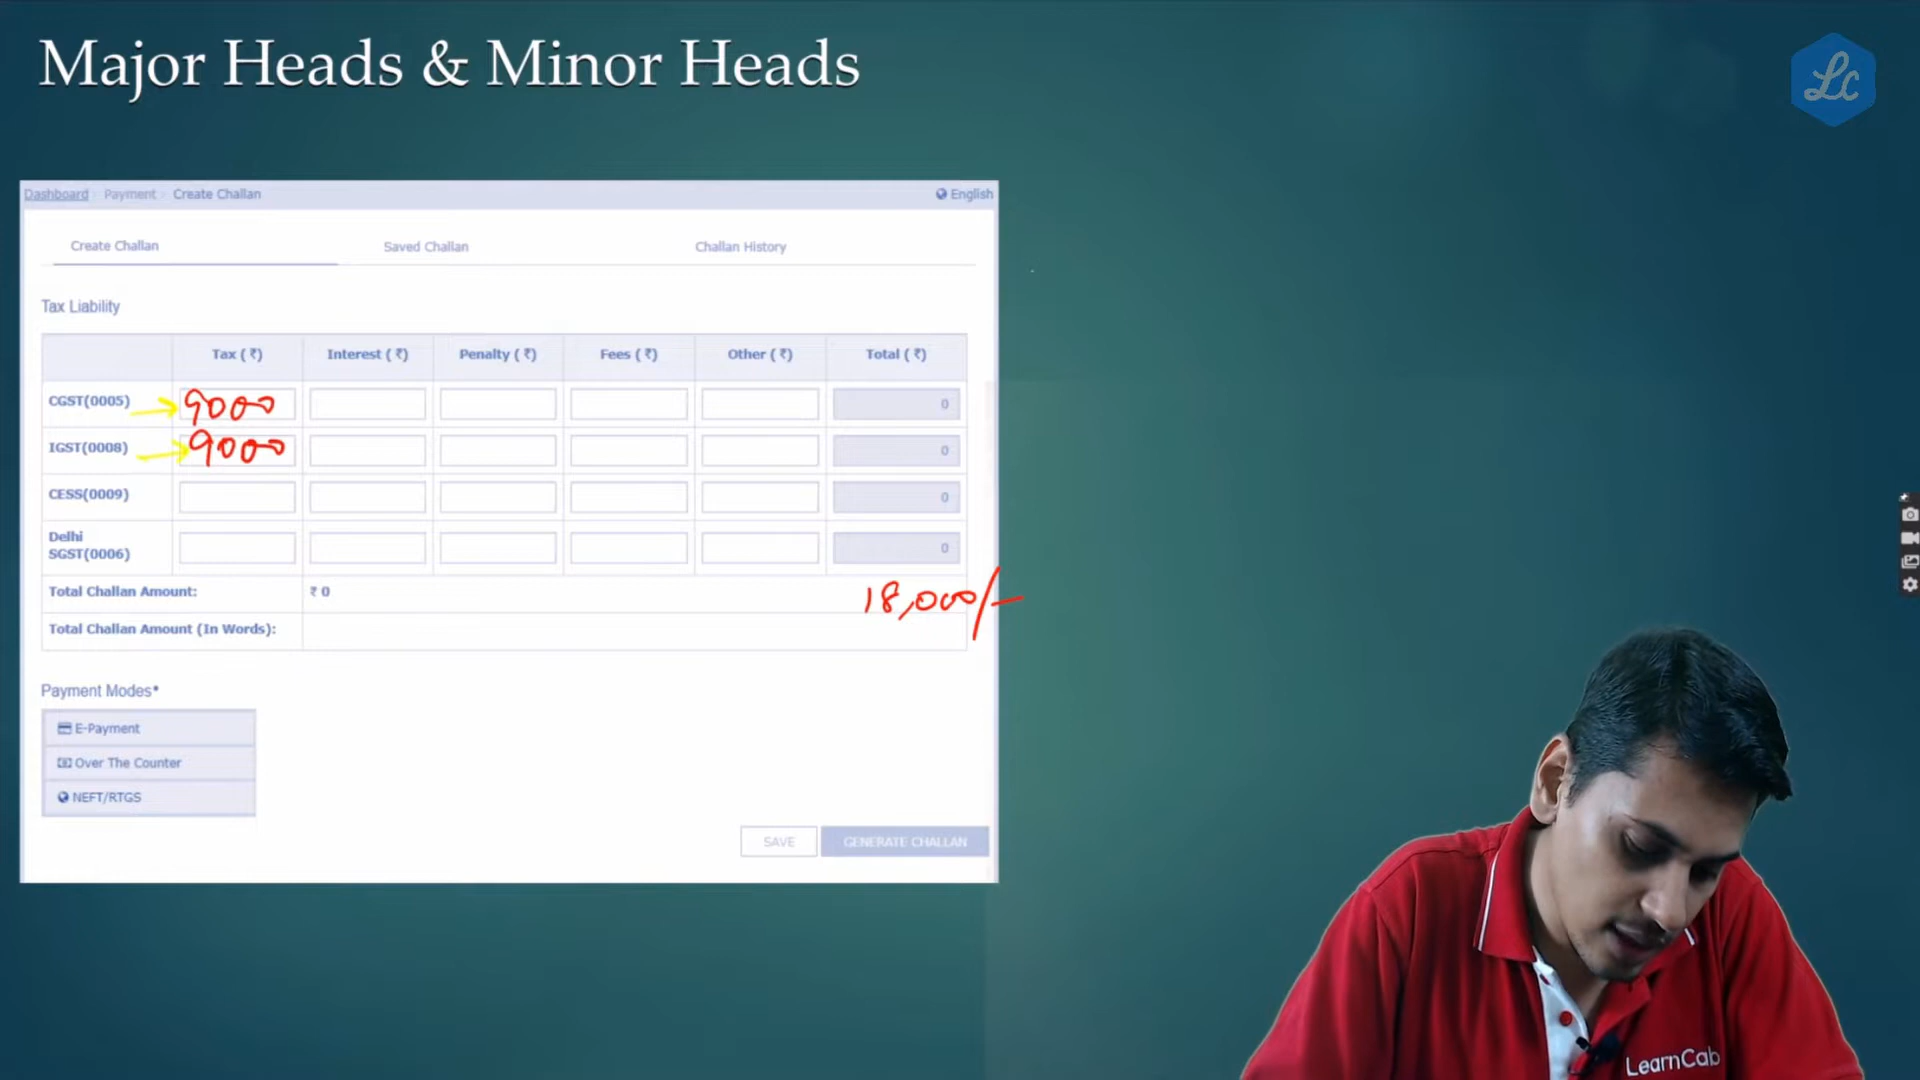 Major Heads & Minor Heads
Lc
Dashboard Payment Create Challan English
Create Challan Saved Challan Challan History
Tax Liability
Tax ( ₹) Interest ( ₹) Penalty ( ₹) Fees ( ₹) Other ( ₹) Total ( ₹)
CGST(0005) 9000 0
IGST(0008) 9000 0
CESS(0009) 0
Delhi
SGST(0006) 0
Total Challan Amount: ₹ 0 18,000/-
Total Challan Amount (In Words):
Payment Modes*
E-Payment
Over The Counter
NEFT/RTGS
SAVE GENERATE CHALLAN
LearnCab